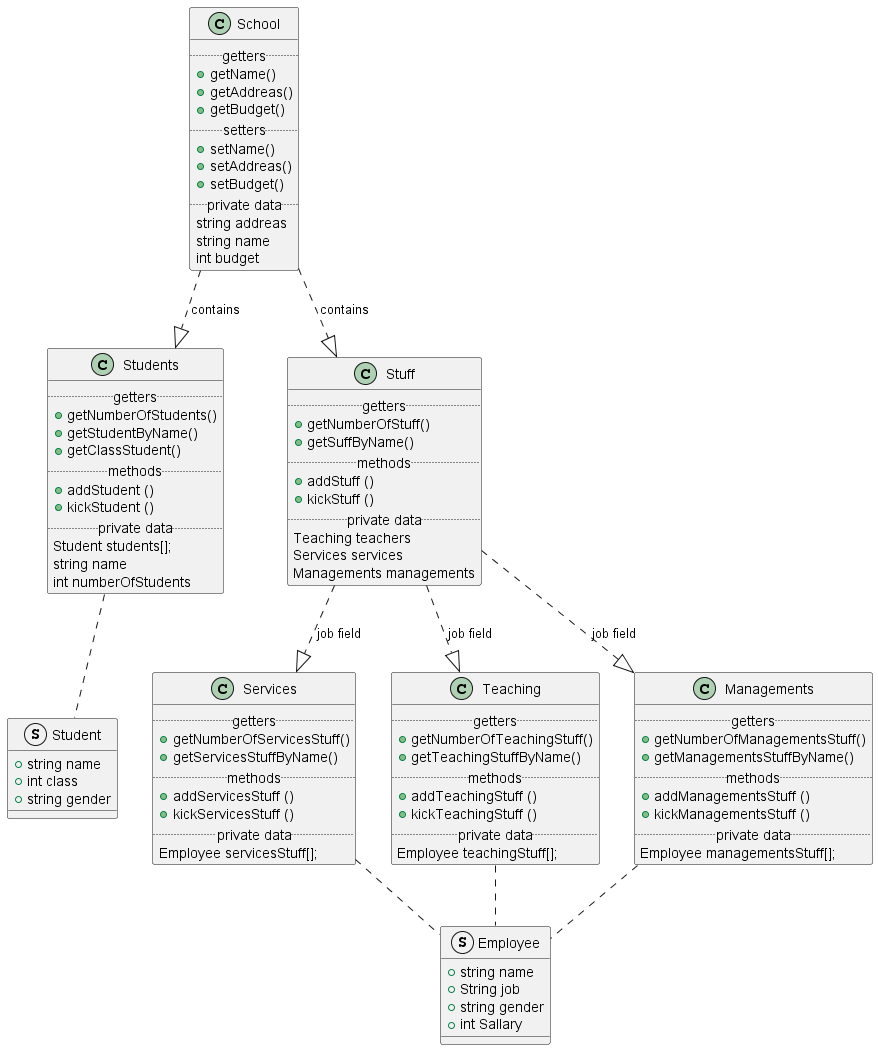 C School
getters
getName()
getAddreas()
getBudget()
setters
setName()
setAddreas()
setBudget()
private data
string addreas
string name
int budget
contains
contains
C Students
getters
getNumberOfStudents()
getStudentByName()
getClassStudent()
methods
addStudent ()
kickStudent ()
private data
Student students[];
string name
int numberOfStudents
C Stuff
getters
getNumberOfStuff()
getSuffByName()
methods
addStuff ()
kickStuff ()
private data
Teaching teachers
Services services
Managements managements
job field
job field
job field
S Student
string name
int class
string gender
C Services
getters
getNumberOfServicesStuff()
getServicesStuffByName()
methods
addServicesStuff ()
kickServicesStuff ()
private data
Employee servicesStuff[];
C Teaching
getters
getNumberOfTeachingStuff()
getTeachingStuffByName()
methods
addTeachingStuff ()
kickTeachingStuff ()
private data
Employee teachingStuff[];
C Managements
getters
getNumberOfManagementsStuff()
getManagementsStuffByName()
methods
addManagementsStuff ()
kickManagementsStuff ()
private data
Employee managementsStuff[];
S Employee
string name
String job
string gender
int Sallary